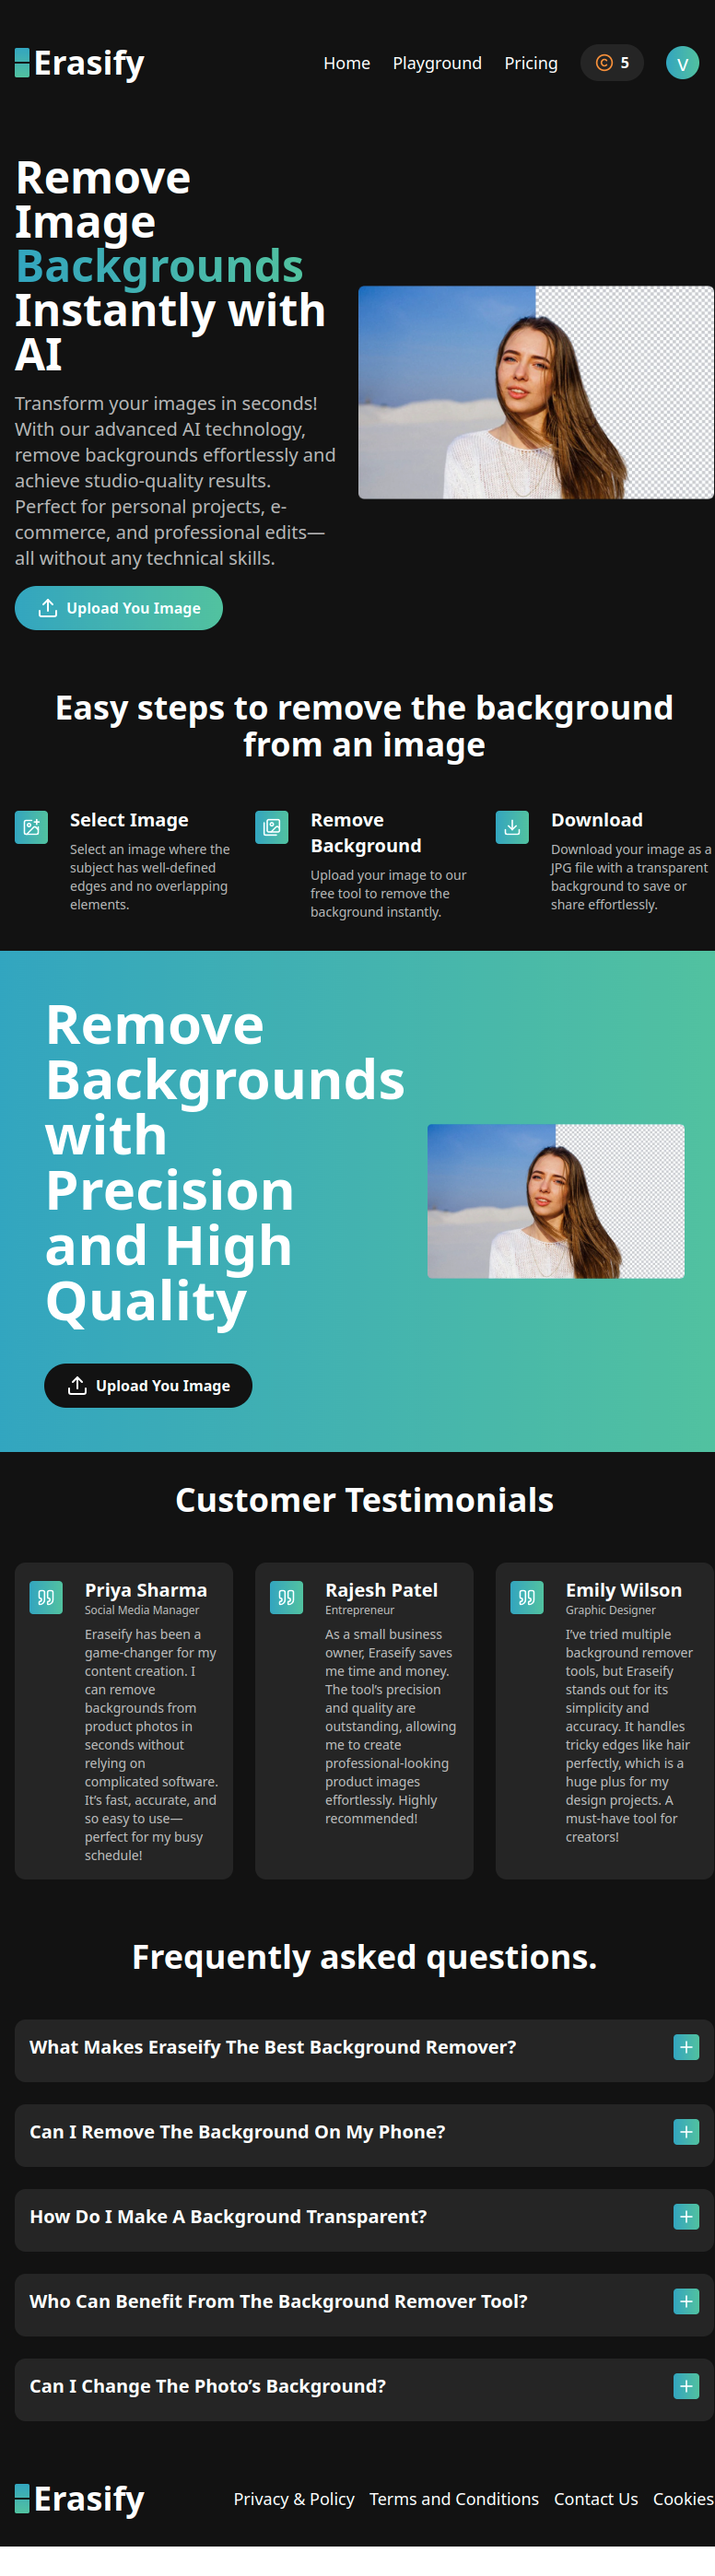 Erasify
Home Playground Pricing 5 V
Remove
Image
Backgrounds
Instantly with
AI
Transform your images in seconds!
With our advanced AI technology,
remove backgrounds effortlessly and
achieve studio-quality results.
Perfect for personal projects, e-
commerce, and professional edits—
all without any technical skills.
Upload You Image
Easy steps to remove the background
from an image
Select Image
Select an image where the
subject has well-defined
edges and no overlapping
elements.
Remove
Background
Upload your image to our
free tool to remove the
background instantly.
Download
Download your image as a
JPG file with a transparent
background to save or
share effortlessly.
Remove
Backgrounds
with
Precision
and High
Quality
Upload You Image
Customer Testimonials
Priya Sharma
Social Media Manager
Eraseify has been a
game-changer for my
content creation. I
can remove
backgrounds from
product photos in
seconds without
relying on
complicated software.
It’s fast, accurate, and
so easy to use—
perfect for my busy
schedule!
Rajesh Patel
Entrepreneur
As a small business
owner, Eraseify saves
me time and money.
The tool’s precision
and quality are
outstanding, allowing
me to create
professional-looking
product images
effortlessly. Highly
recommended!
Emily Wilson
Graphic Designer
I’ve tried multiple
background remover
tools, but Eraseify
stands out for its
simplicity and
accuracy. It handles
tricky edges like hair
perfectly, which is a
huge plus for my
design projects. A
must-have tool for
creators!
Frequently asked questions.
What Makes Eraseify The Best Background Remover?
Can I Remove The Background On My Phone?
How Do I Make A Background Transparent?
Who Can Benefit From The Background Remover Tool?
Can I Change The Photo’s Background?
Erasify
Privacy & Policy Terms and Conditions Contact Us Cookies